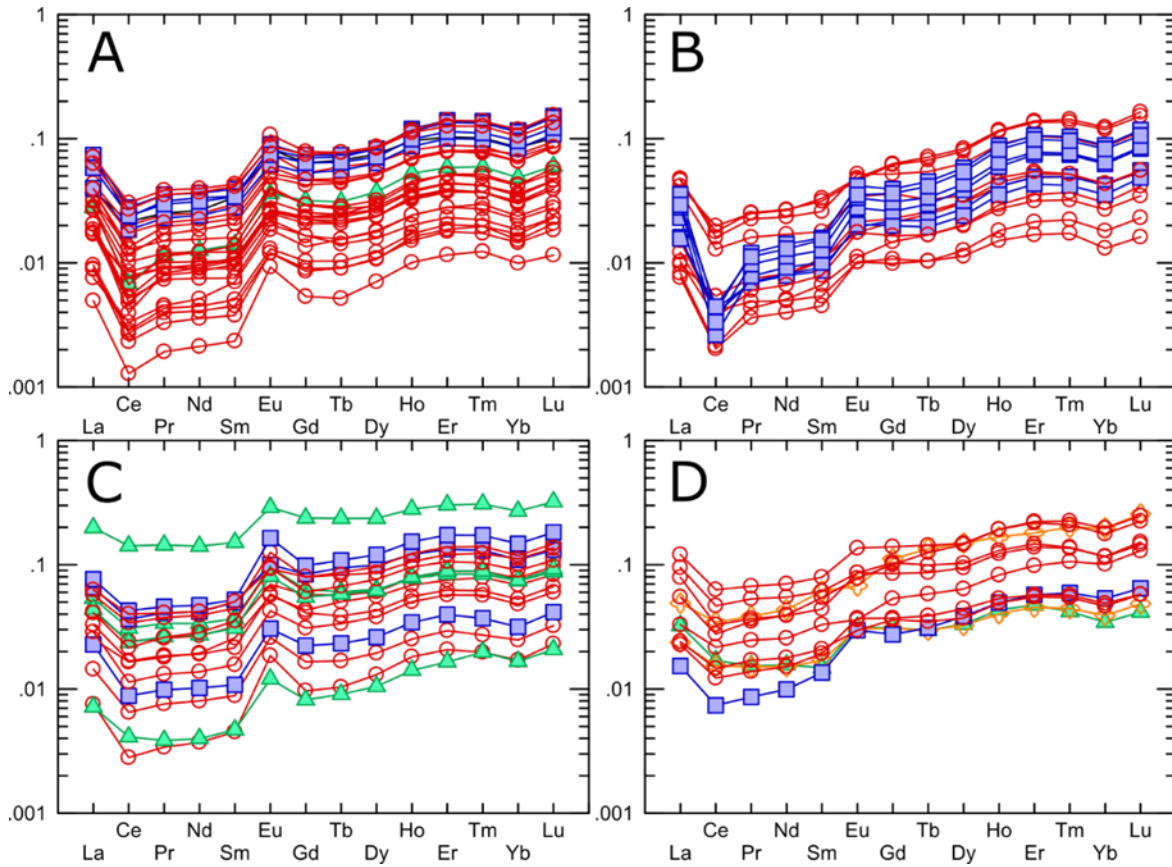 1 A 1 B
.1 .1
.01 .01
.001 .001
Ce Nd Eu Tb Ho Tm Lu Ce Nd Eu Tb Ho Tm Lu
La Pr Sm Gd Dy Er Yb La Pr Sm Gd Dy Er Yb
1 C 1 D
.1 .1
.01 .01
.001 .001
Ce Nd Eu Tb Ho Tm Lu Ce Nd Eu Tb Ho Tm Lu
La Pr Sm Gd Dy Er Yb La Pr Sm Gd Dy Er Yb